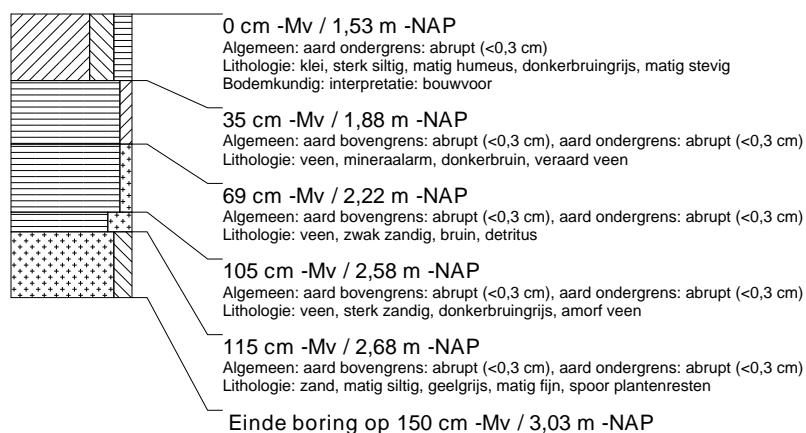 0 cm -Mv / 1,53 m -NAP
Algemeen: aard ondergrens: abrupt (<0,3 cm)
Lithologie: klei, sterk siltig, matig humeus, donkerbruingrijs, matig stevig
Bodemkundig: interpretatie: bouwvoor
35 cm -Mv / 1,88 m -NAP
Algemeen: aard bovengrens: abrupt (<0,3 cm), aard ondergrens: abrupt (<0,3 cm)
Lithologie: veen, mineraalarm, donkerbruin, veraard veen
69 cm -Mv / 2,22 m -NAP
Algemeen: aard bovengrens: abrupt (<0,3 cm), aard ondergrens: abrupt (<0,3 cm)
Lithologie: veen, zwak zandig, bruin, detritus
105 cm -Mv / 2,58 m -NAP
Algemeen: aard bovengrens: abrupt (<0,3 cm), aard ondergrens: abrupt (<0,3 cm)
Lithologie: veen, sterk zandig, donkerbruingrijs, amorf veen
115 cm -Mv / 2,68 m -NAP
Algemeen: aard bovengrens: abrupt (<0,3 cm), aard ondergrens: abrupt (<0,3 cm)
Lithologie: zand, matig siltig, geelgrijs, matig fijn, spoor plantenresten
Einde boring op 150 cm -Mv / 3,03 m -NAP